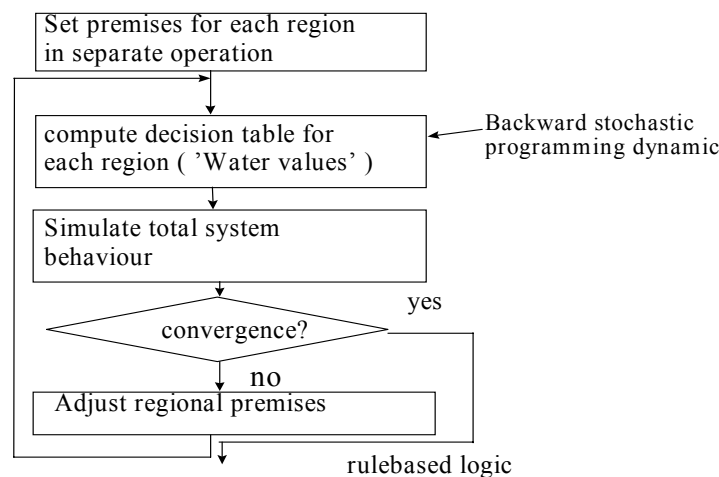 Set premises for each region
in separate operation
compute decision table for
each region ( ’Water values’ )
Backward stochastic
programming dynamic
Simulate total system
behaviour
yes
convergence?
no
Adjust regional premises
rulebased logic